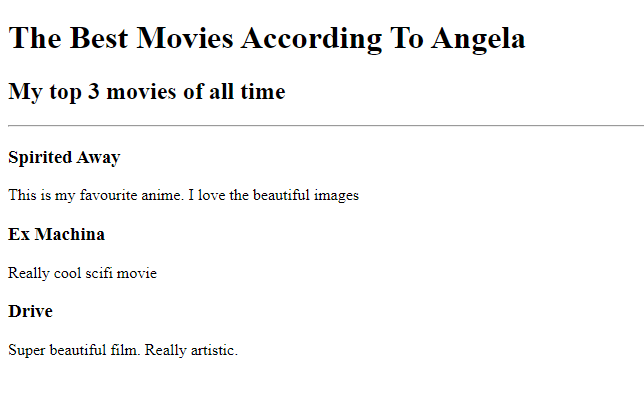 The Best Movies According To Angela
My top 3 movies of all time
Spirited Away
This is my favourite anime. I love the beautiful images
Ex Machina
Really cool scifi movie
Drive
Super beautiful film. Really artistic.